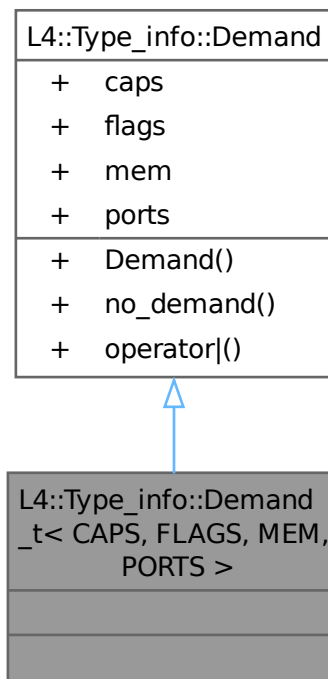 L4::Type_info::Demand
+ caps
+ flags
+ mem
+ ports
+ Demand()
+ no_demand()
+ operator|()
L4::Type_info::Demand
_t< CAPS, FLAGS, MEM,
PORTS >